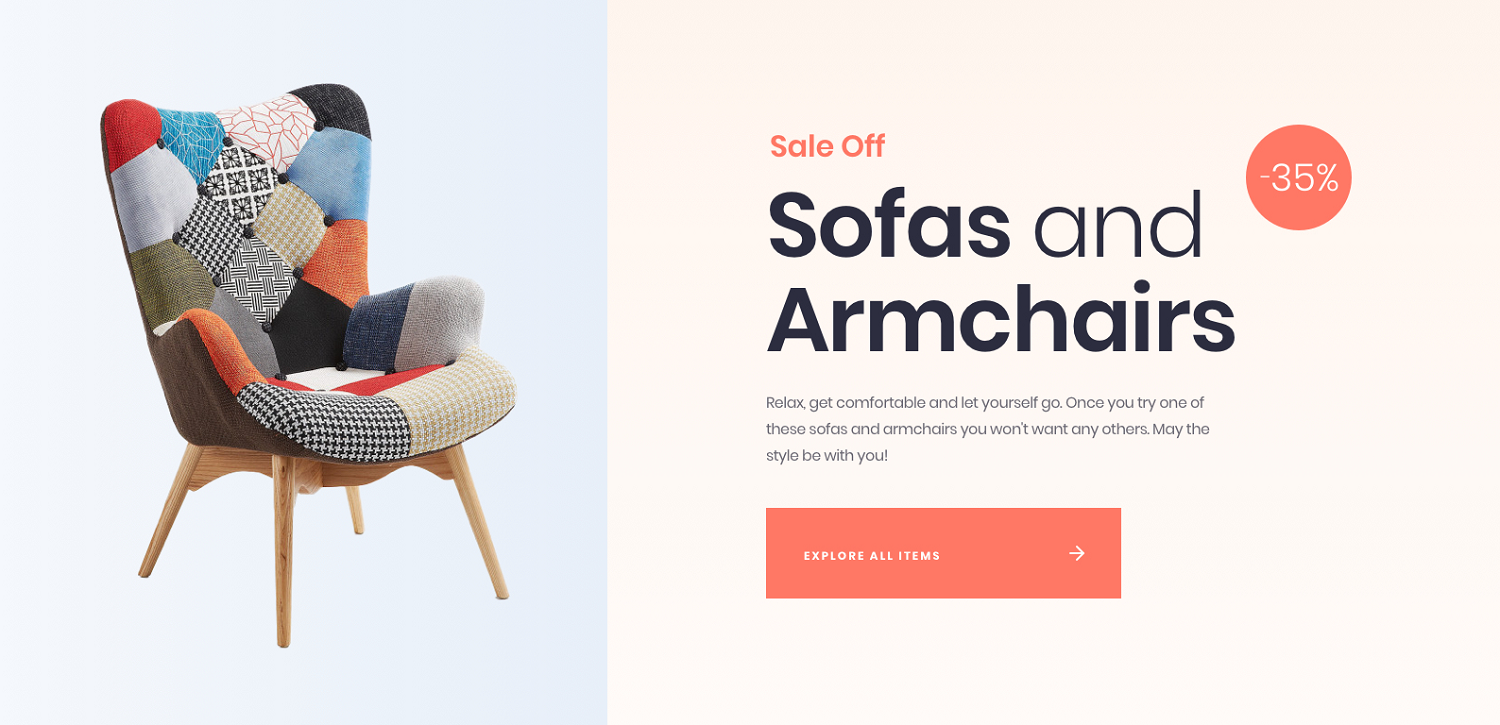 Sale Off
-35%
Sofas and
Armchairs
Relax, get comfortable and let yourself go. Once you try one of
these sofas and armchairs you won't want any others. May the
style be with you!
EXPLORE ALL ITEMS